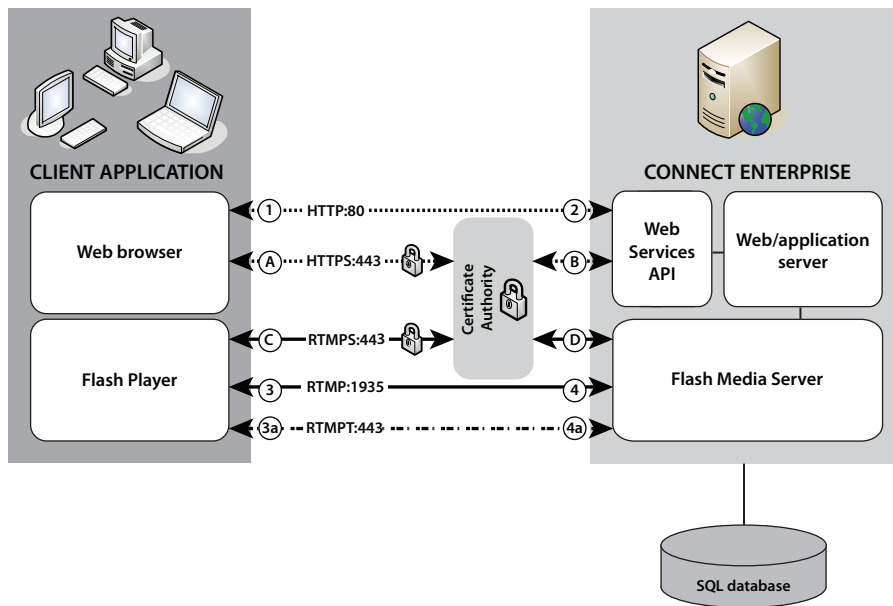 CLIENT APPLICATION
CONNECT ENTERPRISE
1 HTTP:80 2
Web browser
Web
Services
API
Web/application
server
A HTTPS:443 B
Certificate
Authority
C RTMPS:443 D
Flash Player
3 RTMP:1935 4
Flash Media Server
3a RTMPT:443 4a
SQL database